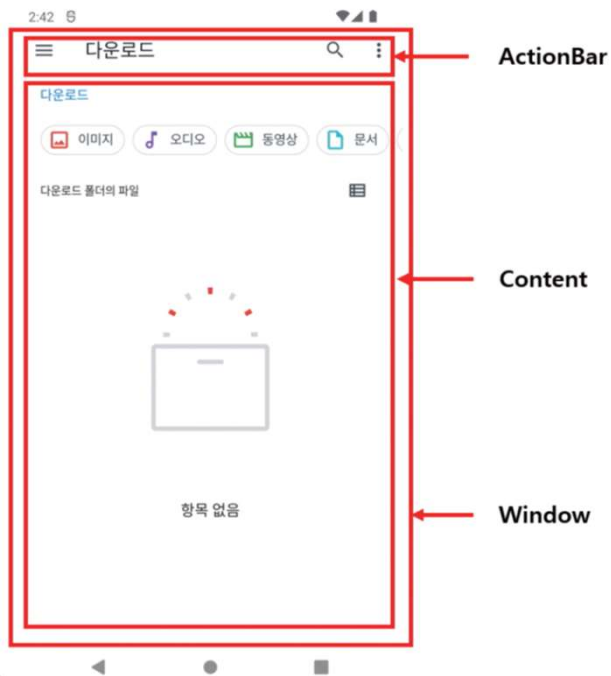 2:42
다운로드
ActionBar
다운로드
이미지 오디오 동영상 문서
다운로드 폴더의 파일
Content
항목 없음
Window